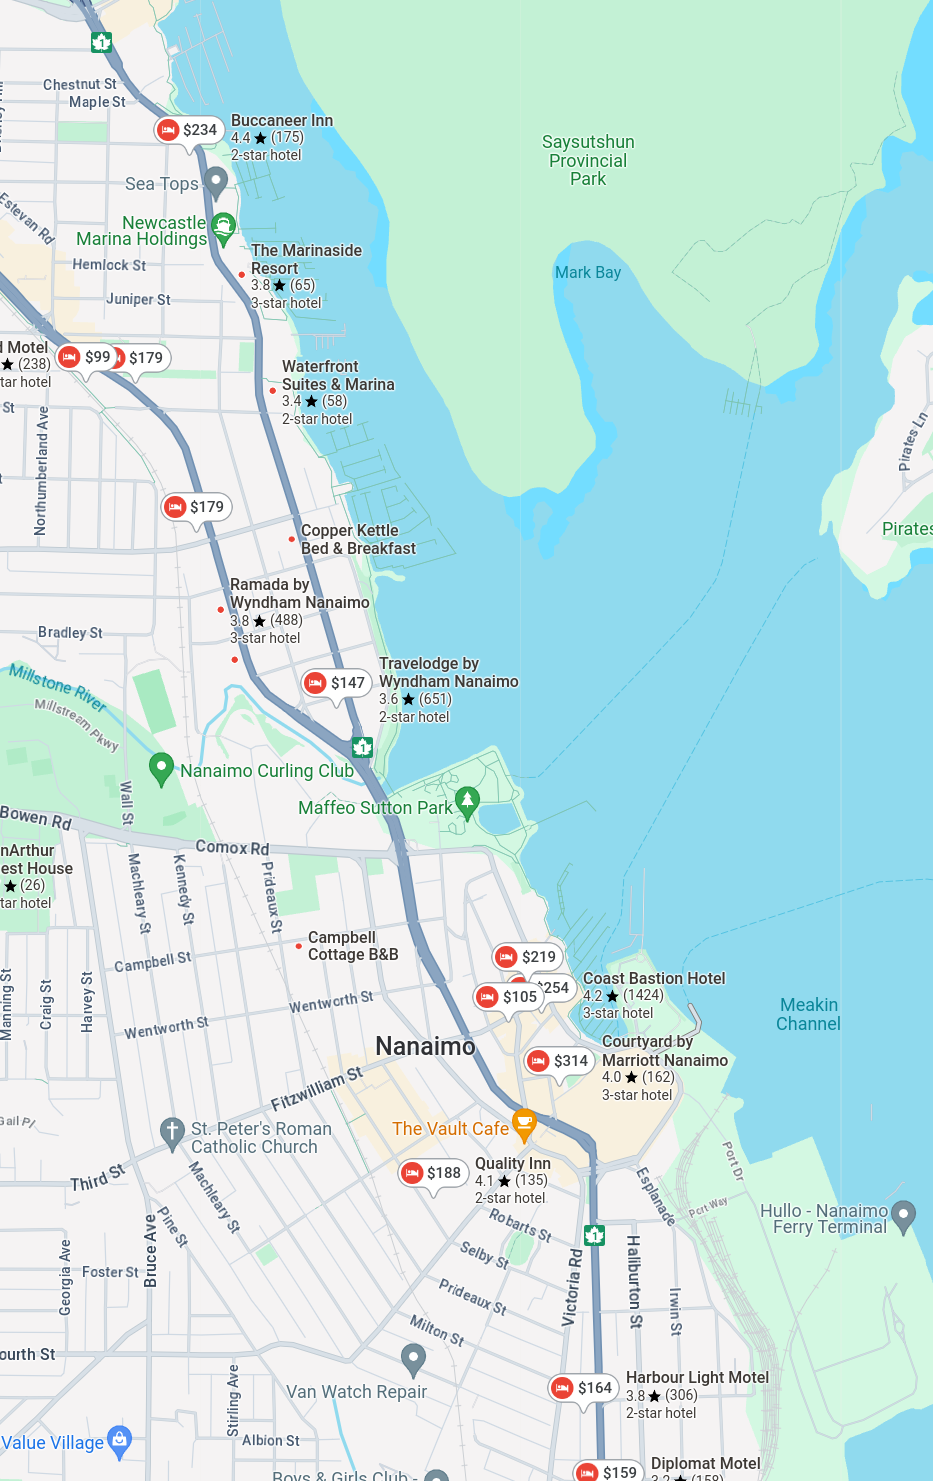 1
Chestnut St
Maple St
$234
Buccaneer Inn
4.4 ★ (175)
2-star hotel
Saysutshun
Provincial
Park
Sea Tops
Estevan Rd
Newcastle
Marina Holdings
The Marinaside
Resort
3.8 ★ (65)
3-star hotel
Hemlock St
Mark Bay
Juniper St
d Motel
★ (238)
tar hotel
$99
$179
Waterfront
Suites & Marina
3.4 ★ (58)
2-star hotel
St
Northumberland Ave
Pirates Ln
$179
Copper Kettle
Bed & Breakfast
Pirates
Ramada by
Wyndham Nanaimo
3.8 ★ (488)
3-star hotel
Bradley St
Millstone River
Millstream Pkwy
$147
Travelodge by
Wyndham Nanaimo
3.6 ★ (651)
2-star hotel
1
Nanaimo Curling Club
Maffeo Sutton Park
Wall St
Bowen Rd
Comox Rd
nArthur
est House
★ (26)
tar hotel
Machleary St
Kennedy St
Prideaux St
Campbell
Cottage B&B
Campbell St
$219
$254
$105
Coast Bastion Hotel
4.2 ★ (1424)
3-star hotel
Manning St
Craig St
Harvey St
Wentworth St
Wentworth St
Meakin
Channel
Nanaimo
$314
Courtyard by
Marriott Nanaimo
4.0 ★ (162)
3-star hotel
Fitzwilliam St
Gail Pl
St. Peter's Roman
Catholic Church
The Vault Cafe
Third St
Machleary St
$188
Quality Inn
4.1 ★ (135)
2-star hotel
Port Dr
Esplanade
Port Way
Pine St
Bruce Ave
Robarts St
Hullo - Nanaimo
Ferry Terminal
1
Georgia Ave
Foster St
Selby St
Victoria Rd
Haliburton St
Irwin St
Prideaux St
Milton St
ourth St
Van Watch Repair
Stirling Ave
$164
Harbour Light Motel
3.8 ★ (306)
2-star hotel
Value Village
Albion St
Boys & Girls Club -
$159
Diplomat Motel
3.2 ★ (158)